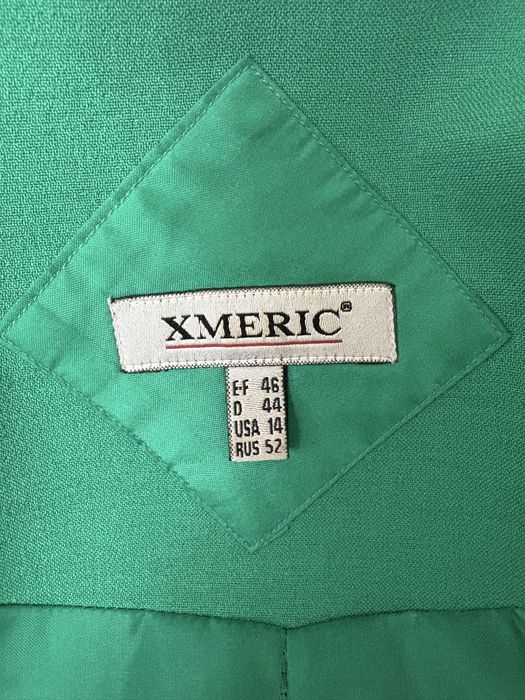 XMERIC®
E-F 46
D 44
USA 14
RUS 52